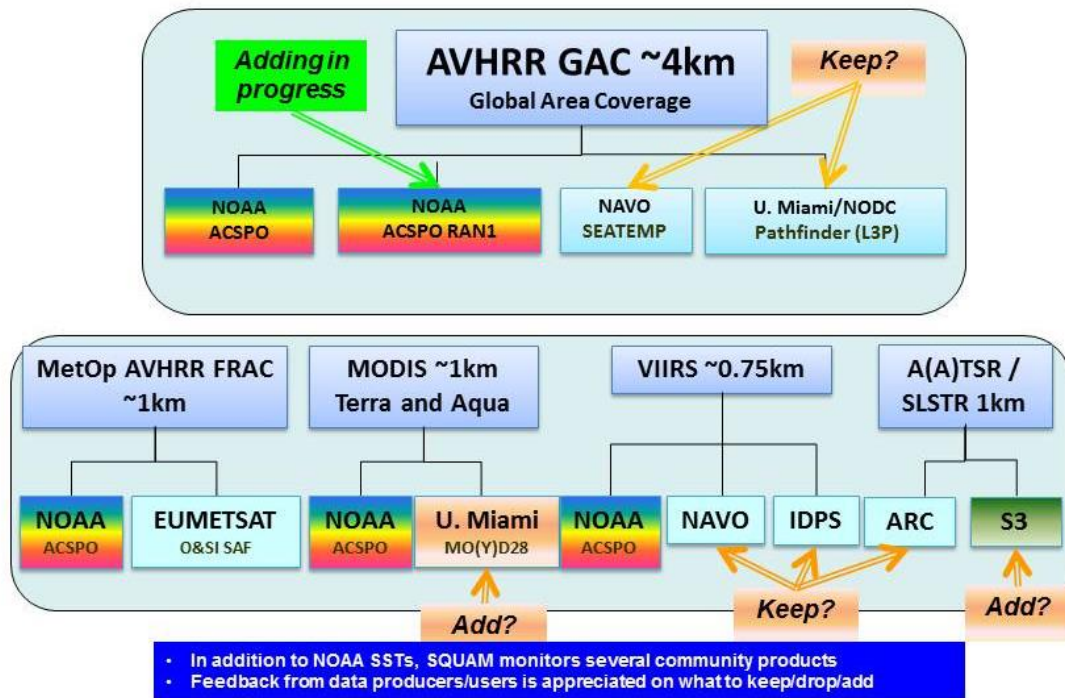 Adding in
progress
AVHRR GAC ~4km
Global Area Coverage
Keep?
NOAA
ACSPO
NOAA
ACSPO RAN1
NAVO
SEATEMP
U. Miami/NODC
Pathfinder (L3P)
MetOp AVHRR FRAC
~1km
MODIS ~1km
Terra and Aqua
VIIRS ~0.75km
A(A)TSR /
SLSTR 1km
NOAA
ACSPO
EUMETSAT
O&SI SAF
NOAA
ACSPO
U. Miami
MO(Y)D28
NOAA
ACSPO
NAVO
IDPS
ARC
S3
Add?
Keep?
Add?
• In addition to NOAA SSTs, SQUAM monitors several community products
• Feedback from data producers/users is appreciated on what to keep/drop/add